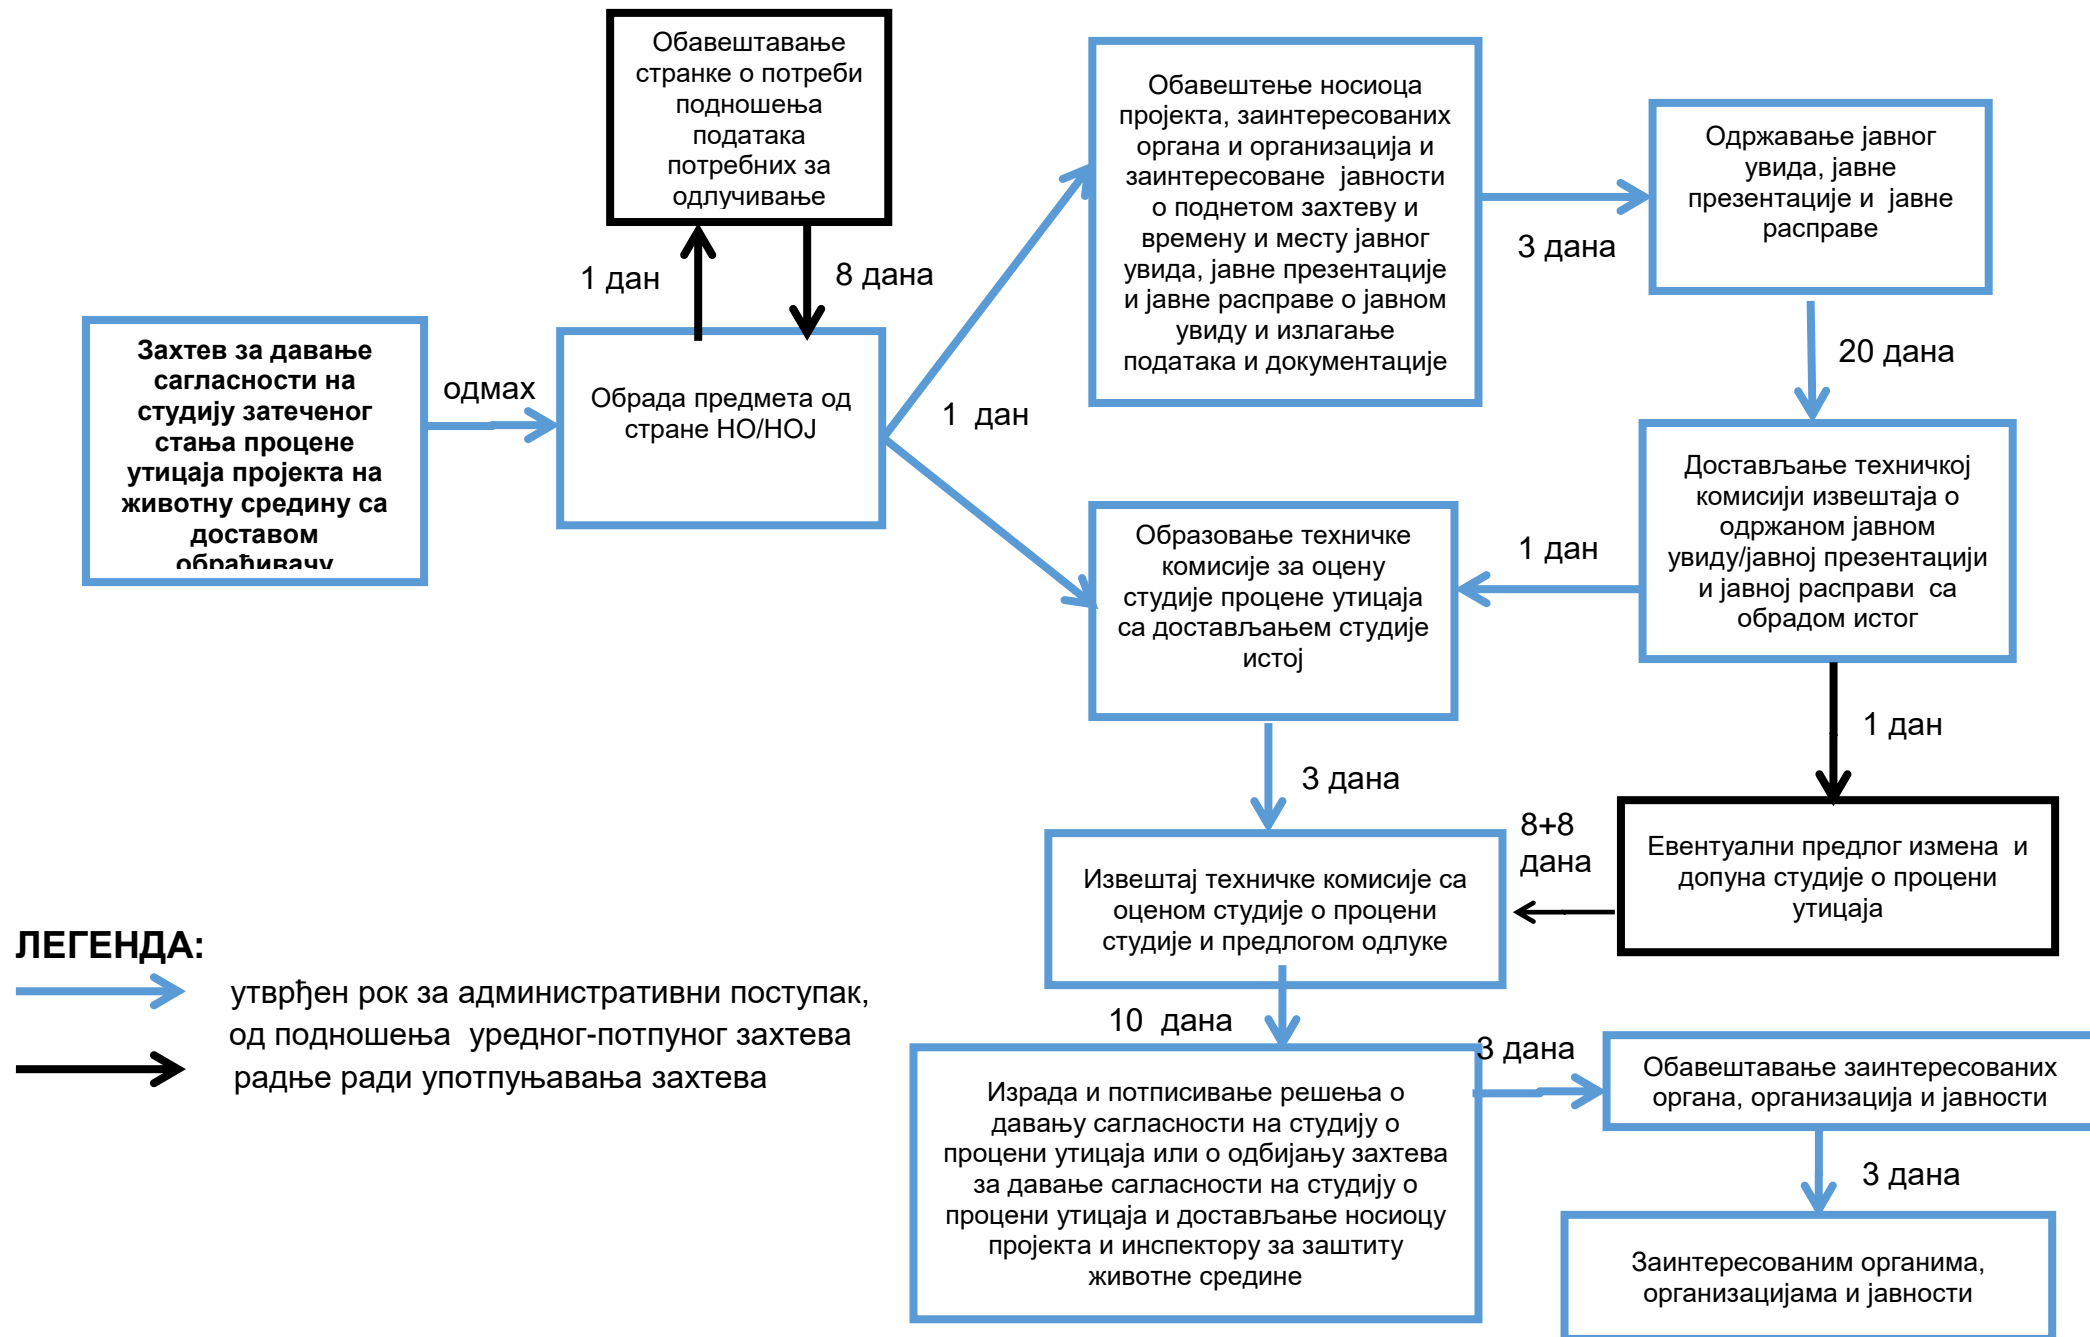 Обавештавање
странке о потреби
подношења
података
потребних за
одлучивање
1 дан
8 дана
Захтев за давање
сагласности на
студију затеченог
стања процене
утицаја пројекта на
животну средину са
доставом
обрађивачу
одмах
Обрада предмета од
стране НО/НОЈ
1 дан
Обавештење носиоца
пројекта, заинтересованих
органа и организација и
заинтересоване јавности
о поднетом захтеву и
времену и месту јавног
увида, јавне презентације
и јавне расправе о јавном
увиду и излагање
података и документације
3 дана
Одржавање јавног
увида, јавне
презентације и јавне
расправе
20 дана
Достављање техничкој
комисији извештаја о
одржаном јавном
увиду/јавној презентацији
и јавној расправи са
обрадом истог
1 дан
Образовање техничке
комисије за оцену
студије процене утицаја
са достављањем студије
истој
1 дан
3 дана
Евентуални предлог измена и
допуна студије о процени
утицаја
8+8
дана
Извештај техничке комисије са
оценом студије о процени
студије и предлогом одлуке
10 дана
Израда и потписивање решења о
давању сагласности на студију о
процени утицаја или о одбијању захтева
за давање сагласности на студију о
процени утицаја и достављање носиоцу
пројекта и инспектору за заштиту
животне средине
3 дана
Обавештавање заинтересованих
органа, организација и јавности
3 дана
Заинтересованим органима,
организацијама и јавности
ЛЕГЕНДА:
утврђен рок за административни поступак,
од подношења уредног-потпуног захтева
радње ради употпуњавања захтева